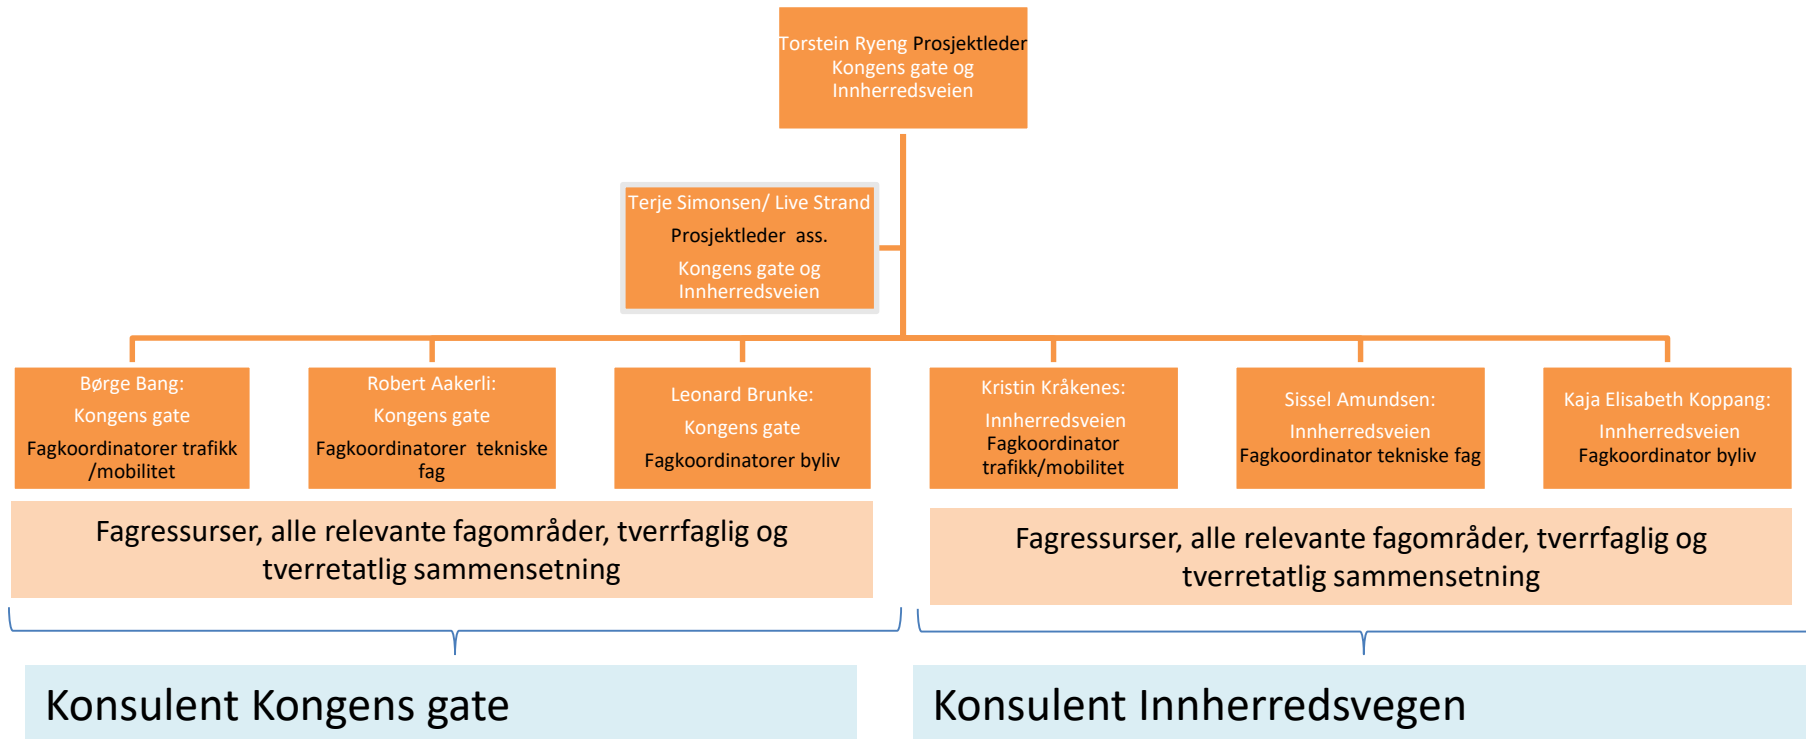 Torstein Ryeng Prosjektleder
Kongens gate og
Innherredsveien
Terje Simonsen/ Live Strand
Prosjektleder ass.
Kongens gate og
Innherredsveien
Børge Bang:
Kongens gate
Fagkoordinatorer trafikk
/mobilitet
Robert Aakerli:
Kongens gate
Fagkoordinatorer tekniske
fag
Leonard Brunke:
Kongens gate
Fagkoordinatorer byliv
Kristin Kråkenes:
Innherredsveien
Fagkoordinator
trafikk/mobilitet
Sissel Amundsen:
Innherredsveien
Fagkoordinator tekniske fag
Kaja Elisabeth Koppang:
Innherredsveien
Fagkoordinator byliv
Fagressurser, alle relevante fagområder, tverrfaglig og
tverretatlig sammensetning
Fagressurser, alle relevante fagområder, tverrfaglig og
tverretatlig sammensetning
Konsulent Kongens gate
Konsulent Innherredsvegen